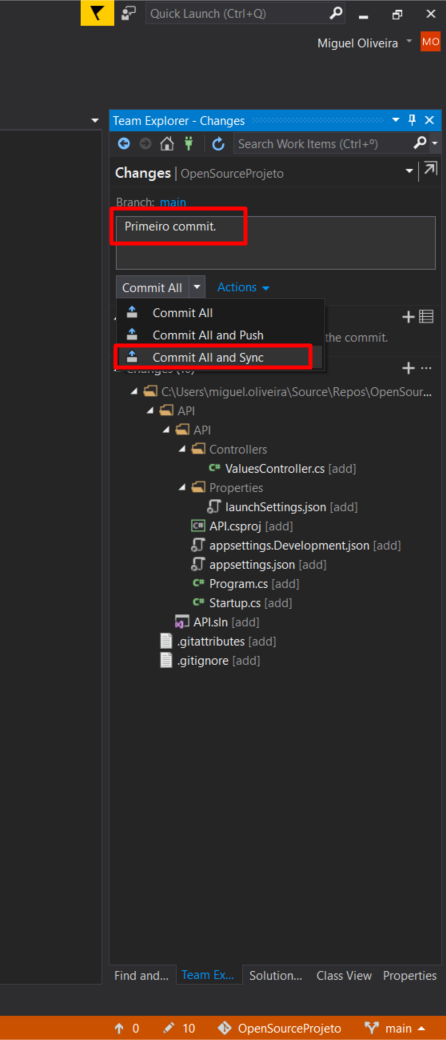 Quick Launch (Ctrl+Q)
Miguel Oliveira MO
Team Explorer - Changes
Search Work Items (Ctrl+º)
Changes | OpenSourceProjeto
Branch: main
Primeiro commit.
Commit All Actions
Commit All
Commit All and Push
the commit.
Commit All and Sync
C:\Users\miguel.oliveira\Source\Repos\OpenSour...
API
API
Controllers
ValuesController.cs [add]
Properties
launchSettings.json [add]
API.csproj [add]
appsettings.Development.json [add]
appsettings.json [add]
Program.cs [add]
Startup.cs [add]
API.sln [add]
.gitattributes [add]
.gitignore [add]
Find and... Team Ex... Solution... Class View Properties
0 10 OpenSourceProjeto main